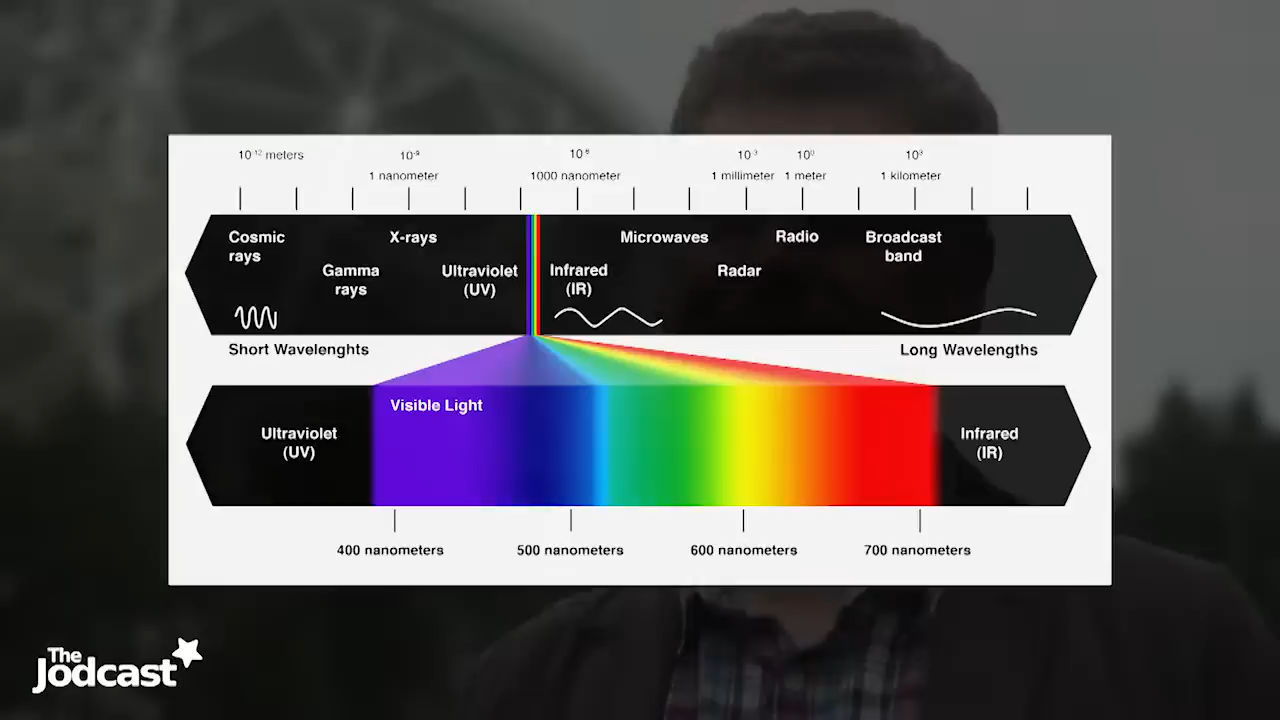 10⁻¹² meters 10⁻⁹ 10⁻⁶ 10⁻³ 10⁰ 10³
1 nanometer 1000 nanometer 1 millimeter 1 meter 1 kilometer
Cosmic
rays
Gamma
rays
X-rays
Ultraviolet
(UV)
Infrared
(IR)
Microwaves
Radar
Radio
Broadcast
band
Short Wavelenghts
Long Wavelengths
Visible Light
Ultraviolet
(UV)
Infrared
(IR)
400 nanometers 500 nanometers 600 nanometers 700 nanometers
The
Jodcast